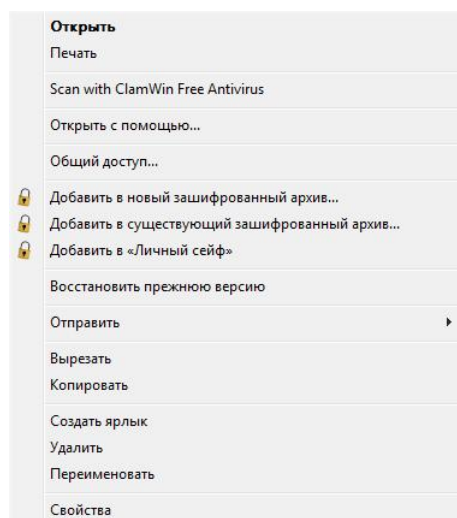 Открыть
Печать
Scan with ClamWin Free Antivirus
Открыть с помощью...
Общий доступ...
Добавить в новый зашифрованный архив...
Добавить в существующий зашифрованный архив...
Добавить в «Личный сейф»
Восстановить прежнюю версию
Отправить
Вырезать
Копировать
Создать ярлык
Удалить
Переименовать
Свойства